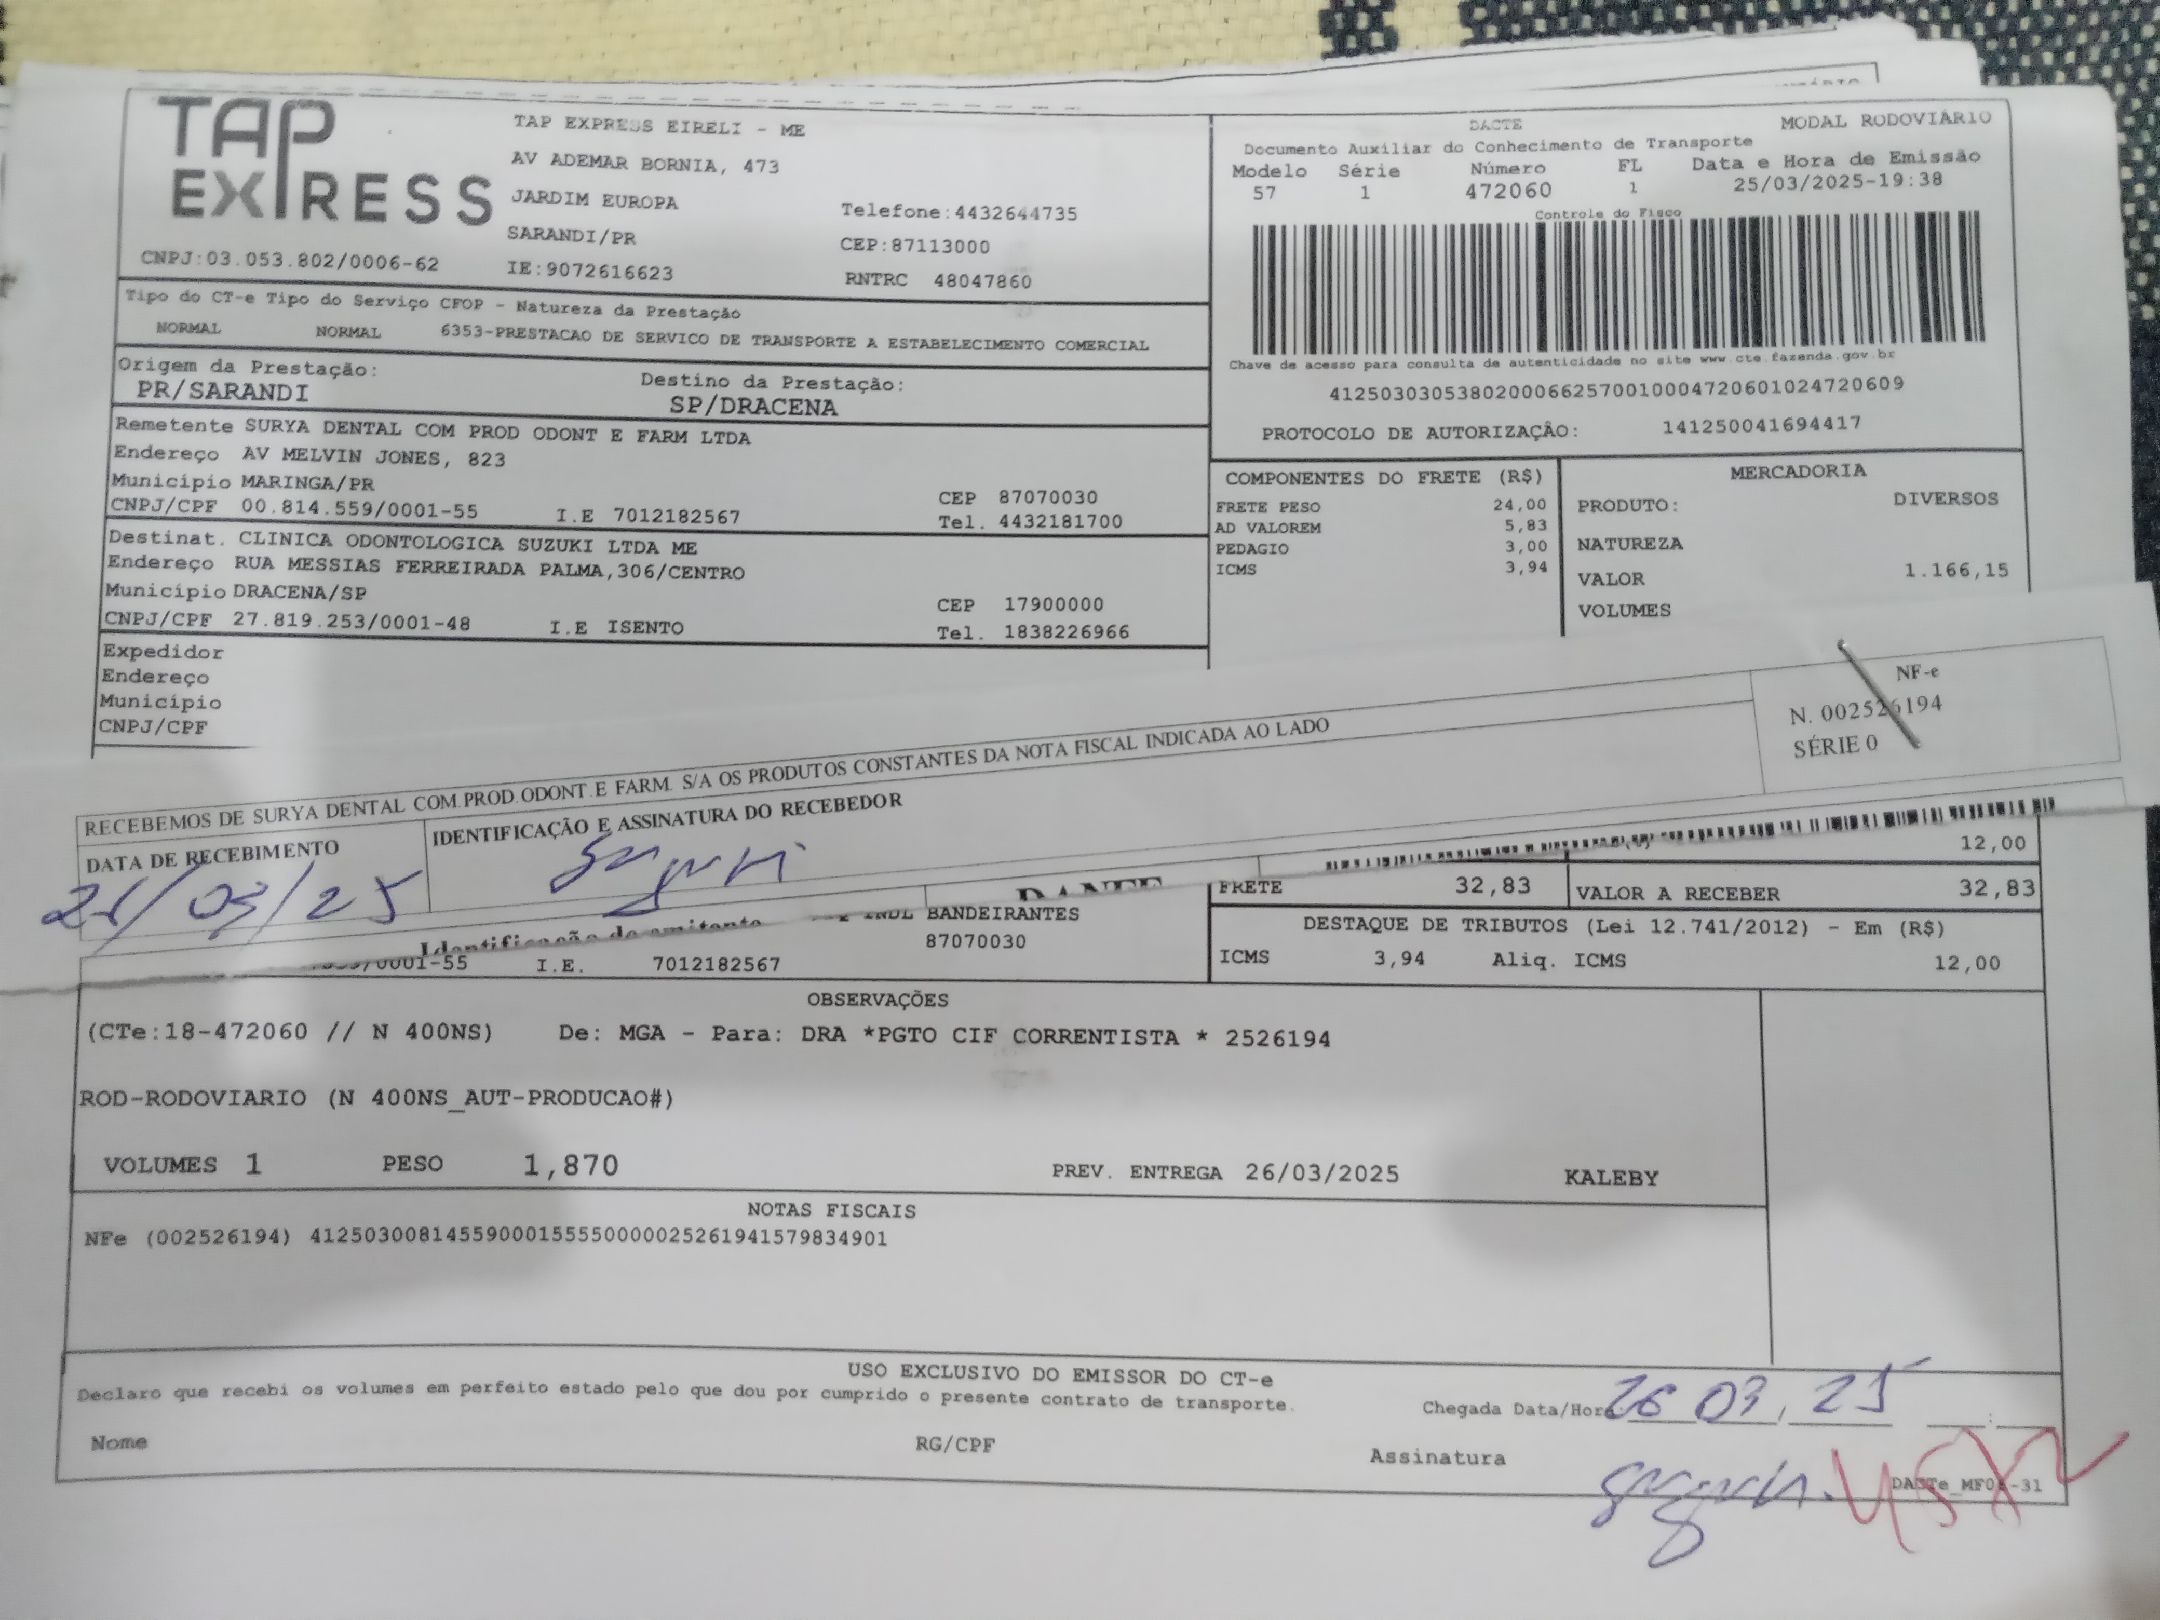 TAP
EXPRESS
CNPJ:03.053.802/0006-62
TAP EXPRESS EIRELI - ME
AV ADEMAR BORNIA, 473
JARDIM EUROPA
SARANDI/PR
IE:9072616623
Telefone:4432644735
CEP:87113000
RNTRC 48047860
DACTE
MODAL RODOVIÁRIO
Documento Auxiliar do Conhecimento de Transporte
Modelo Série Número FL Data e Hora de Emissão
57 1 472060 1 25/03/2025-19:38
Controle do Fisco
Chave de acesso para consulta de autenticidade no site www.cte.fazenda.gov.br
41250303053802000662570010004720601024720609
PROTOCOLO DE AUTORIZAÇÃO: 141250041694417
Tipo do CT-e Tipo do Serviço CFOP - Natureza da Prestação
NORMAL NORMAL 6353-PRESTACAO DE SERVICO DE TRANSPORTE A ESTABELECIMENTO COMERCIAL
Origem da Prestação: Destino da Prestação:
PR/SARANDI SP/DRACENA
Remetente SURYA DENTAL COM PROD ODONT E FARM LTDA
Endereço AV MELVIN JONES, 823
Município MARINGA/PR CEP 87070030
CNPJ/CPF 00.814.559/0001-55 I.E 7012182567 Tel. 4432181700
Destinat. CLINICA ODONTOLOGICA SUZUKI LTDA ME
Endereço RUA MESSIAS FERREIRADA PALMA,306/CENTRO
Município DRACENA/SP CEP 17900000
CNPJ/CPF 27.819.253/0001-48 I.E ISENTO Tel. 1838226966
Expedidor
Endereço
Município
CNPJ/CPF
COMPONENTES DO FRETE (R$)
FRETE PESO 24,00
AD VALOREM 5,83
PEDAGIO 3,00
ICMS 3,94
MERCADORIA
PRODUTO: DIVERSOS
NATUREZA
VALOR 1.166,15
VOLUMES
RECEBEMOS DE SURYA DENTAL COM.PROD.ODONT.E FARM. S/A OS PRODUTOS CONSTANTES DA NOTA FISCAL INDICADA AO LADO
NF-e
N. 002526194
SÉRIE 0
DATA DE RECEBIMENTO
IDENTIFICAÇÃO E ASSINATURA DO RECEBEDOR
/03/25
Identificação do emitente
DANFE
12,00
FRETE 32,83 VALOR A RECEBER 32,83
BANDEIRANTES
87070030
/0001-55 I.E. 7012182567
DESTAQUE DE TRIBUTOS (Lei 12.741/2012) - Em (R$)
ICMS 3,94 Aliq. ICMS 12,00
OBSERVAÇÕES
(CTe:18-472060 // N 400NS) De: MGA - Para: DRA *PGTO CIF CORRENTISTA * 2526194
ROD-RODOVIARIO (N 400NS_AUT-PRODUCAO#)
VOLUMES 1 PESO 1,870 PREV. ENTREGA 26/03/2025 KALEBY
NOTAS FISCAIS
NFe (002526194) 41250300814559000155550000025261941579834901
USO EXCLUSIVO DO EMISSOR DO CT-e
Declaro que recebi os volumes em perfeito estado pelo que dou por cumprido o presente contrato de transporte.
Chegada Data/Hora 26 03, 25
Nome RG/CPF Assinatura